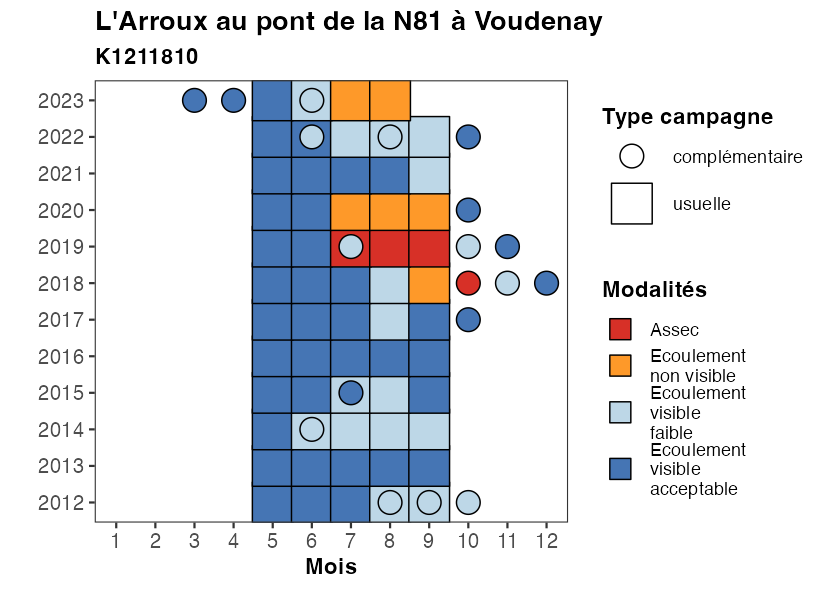 L'Arroux au pont de la N81 à Voudenay
K1211810
2023
2022
2021
2020
2019
2018
2017
2016
2015
2014
2013
2012
1 2 3 4 5 6 7 8 9 10 11 12
Mois
Type campagne
complémentaire
usuelle
Modalités
Assec
Ecoulement
non visible
Ecoulement
visible
faible
Ecoulement
visible
acceptable